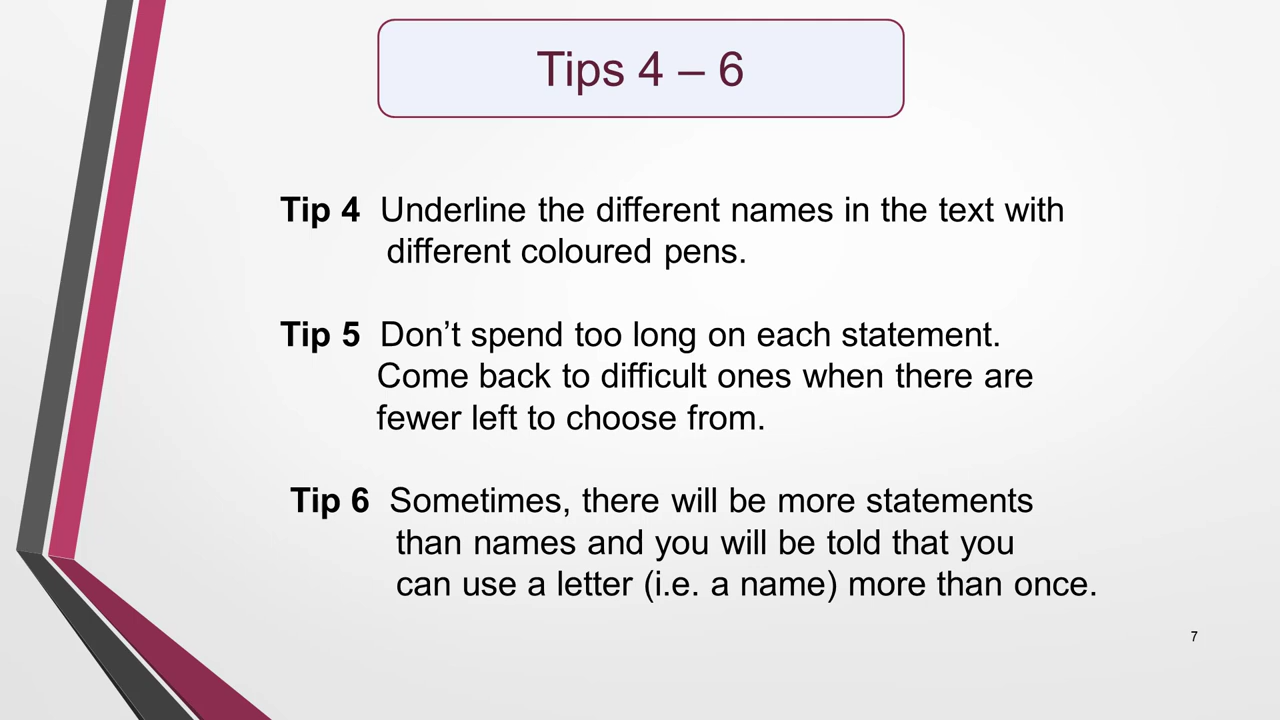 Tips 4 – 6
Tip 4 Underline the different names in the text with
different coloured pens.
Tip 5 Don’t spend too long on each statement.
Come back to difficult ones when there are
fewer left to choose from.
Tip 6 Sometimes, there will be more statements
than names and you will be told that you
can use a letter (i.e. a name) more than once.
7